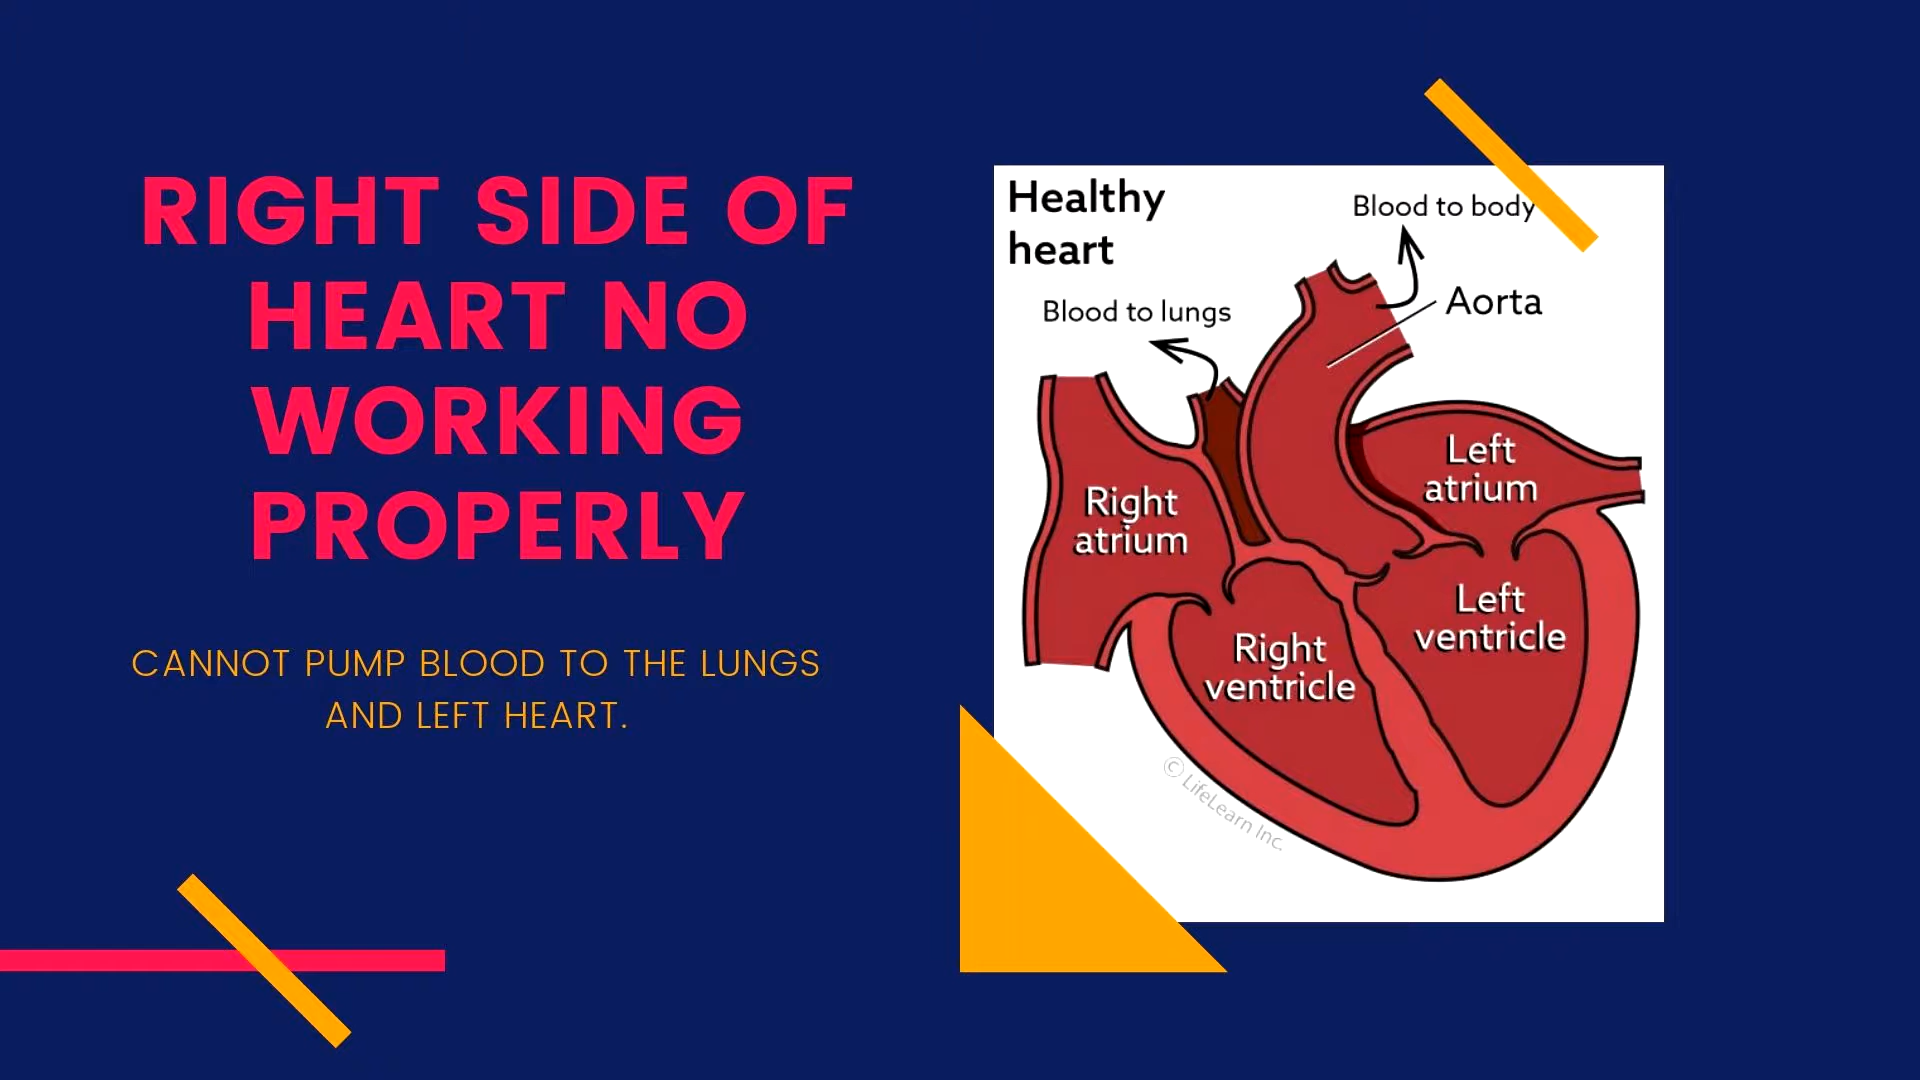 RIGHT SIDE OF
HEART NO
WORKING
PROPERLY
CANNOT PUMP BLOOD TO THE LUNGS
AND LEFT HEART.
Healthy
heart
Blood to body
Blood to lungs
Aorta
Left
atrium
Right
atrium
Left
ventricle
Right
ventricle
© LifeLearn Inc.